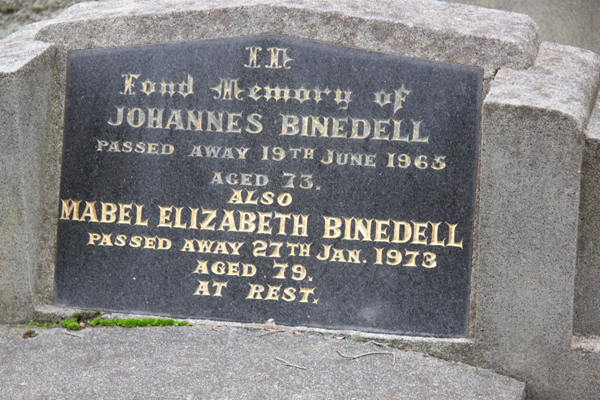 In
Fond Memory of
JOHANNES BINEDELL
PASSED AWAY 19TH JUNE 1965
AGED 73.
ALSO
MABEL ELIZABETH BINEDELL
PASSED AWAY 27TH JAN. 1973
AGED 79.
AT REST.